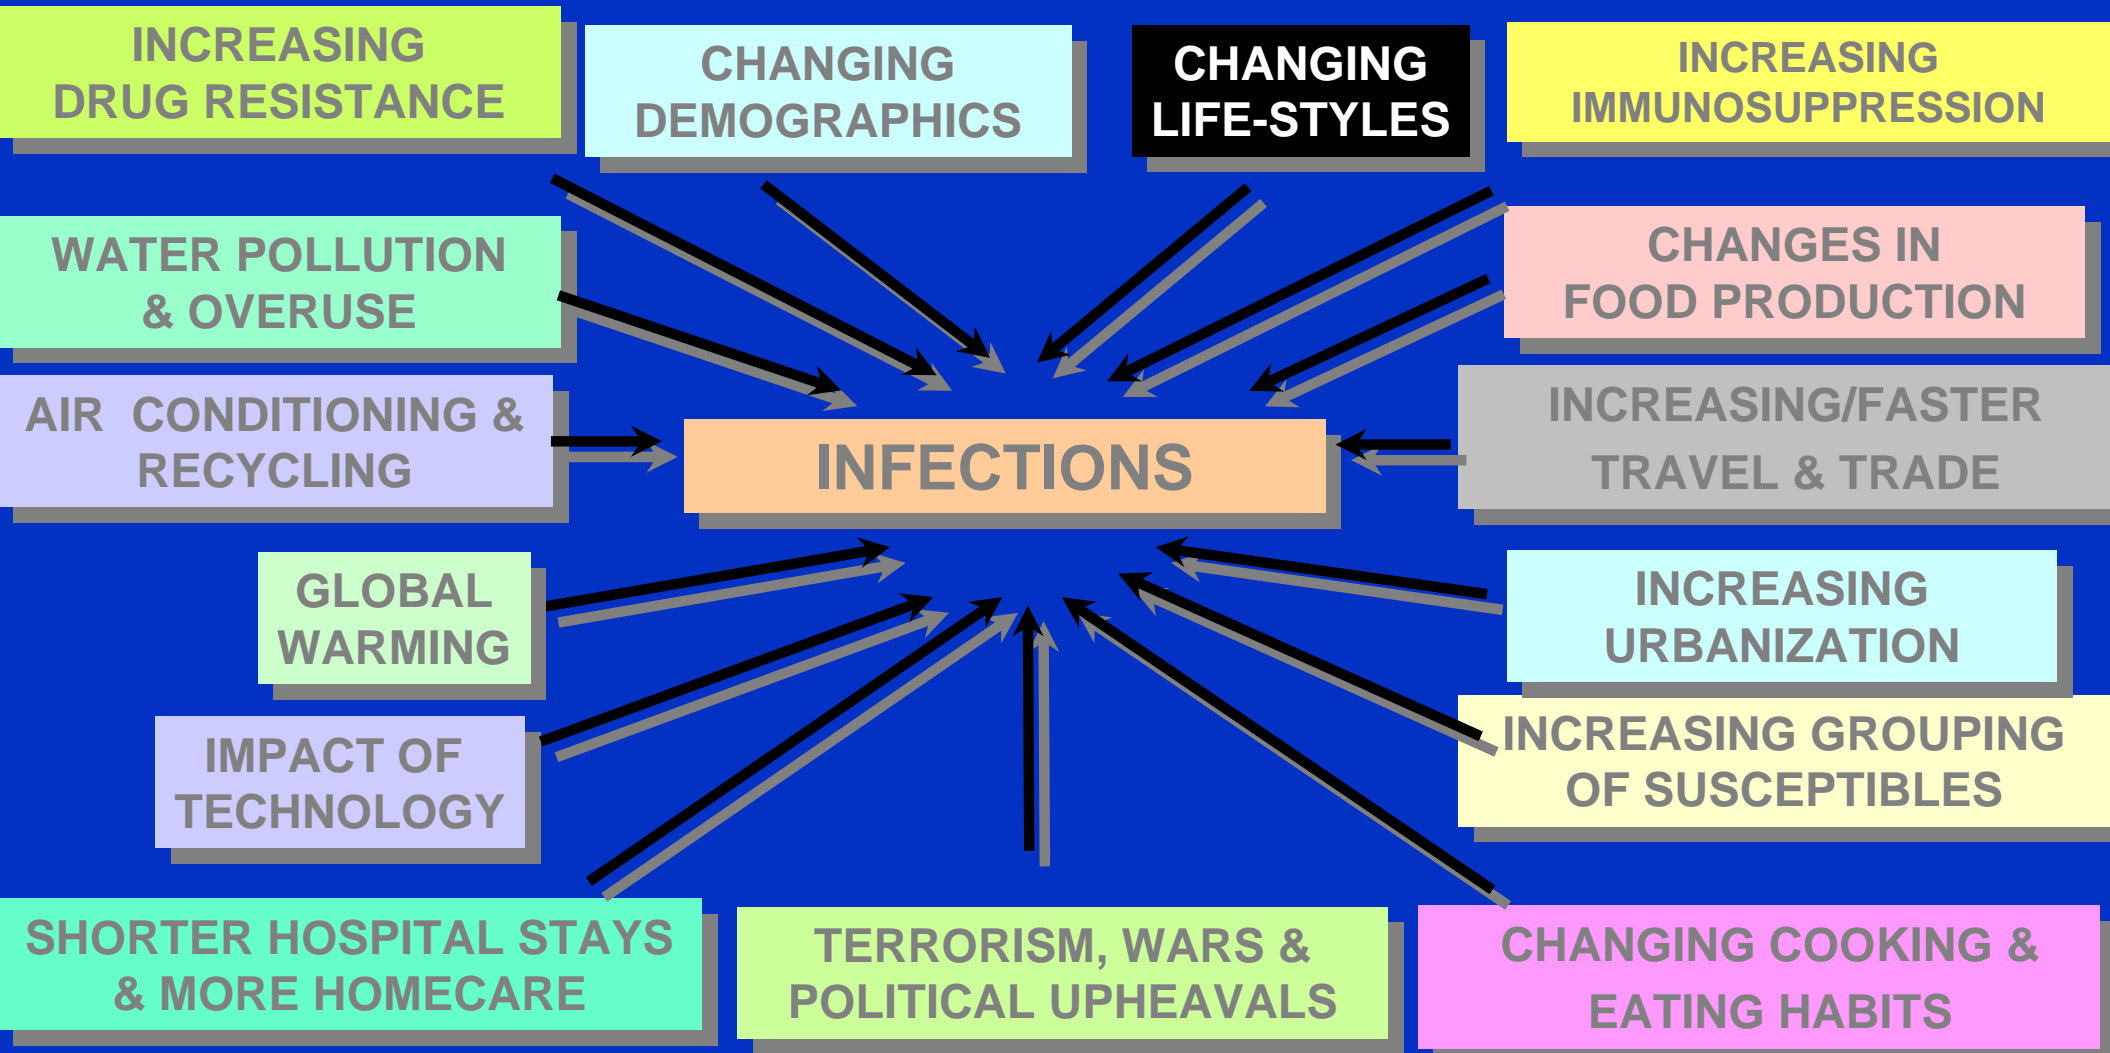 INCREASING
DRUG RESISTANCE
CHANGING
DEMOGRAPHICS
CHANGING
LIFE-STYLES
INCREASING
IMMUNOSUPPRESSION
WATER POLLUTION
& OVERUSE
CHANGES IN
FOOD PRODUCTION
AIR CONDITIONING &
RECYCLING
INFECTIONS
INCREASING/FASTER
TRAVEL & TRADE
GLOBAL
WARMING
INCREASING
URBANIZATION
IMPACT OF
TECHNOLOGY
INCREASING GROUPING
OF SUSCEPTIBLES
SHORTER HOSPITAL STAYS
& MORE HOMECARE
TERRORISM, WARS &
POLITICAL UPHEAVALS
CHANGING COOKING &
EATING HABITS